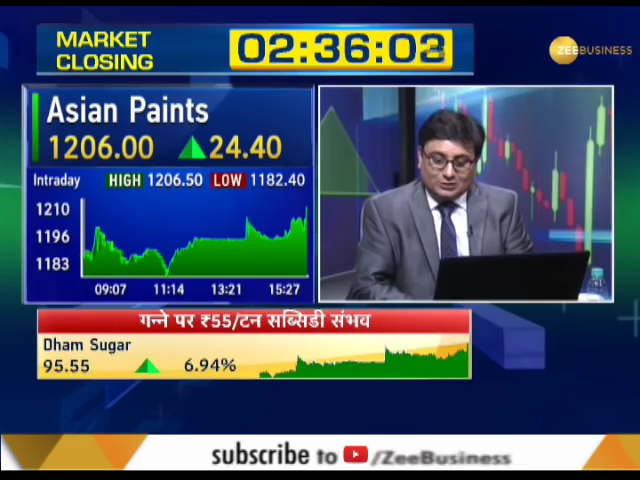 MARKET
CLOSING
02:36:03
ZEEBUSINESS
Asian Paints
1206.00 24.40
Intraday HIGH 1206.50 LOW 1182.40
1210
1196
1183
09:07 11:14 13:21 15:27
गन्ने पर ₹55/टन सब्सिडी संभव
Dham Sugar
95.55 6.94%
subscribe to /ZeeBusiness